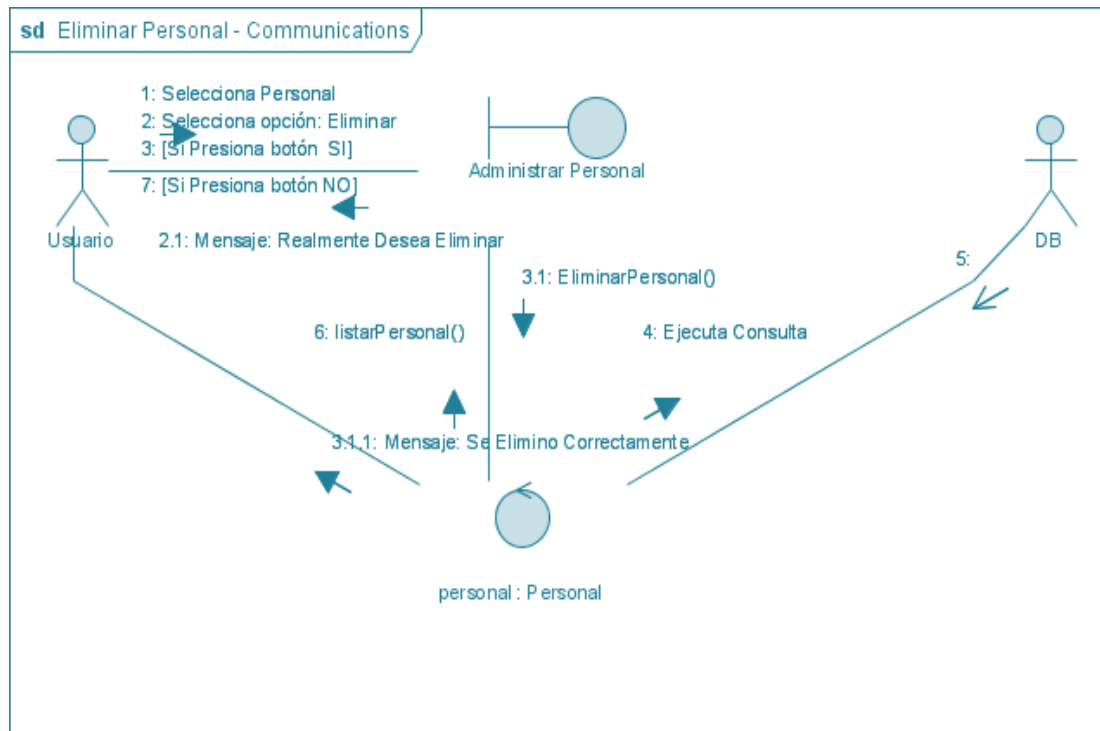 sd Eliminar Personal - Communications
1: Selecciona Personal
2: Selecciona opción: Eliminar
3: [Si Presiona botón SI]
Administrar Personal
7: [Si Presiona botón NO]
Usuario
2.1: Mensaje: Realmente Desea Eliminar
DB
5:
3.1: EliminarPersonal()
6: listarPersonal()
4: Ejecuta Consulta
3.1.1: Mensaje: Se Elimino Correctamente
personal : Personal